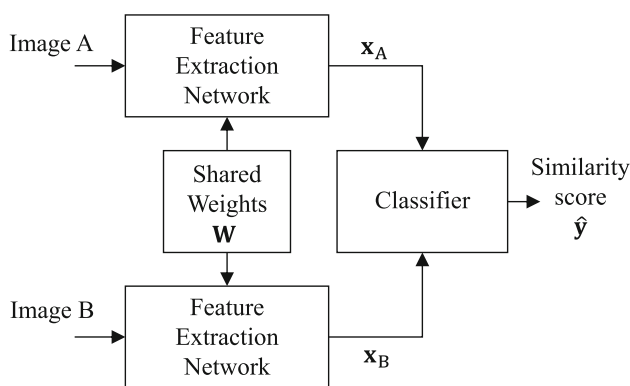 Image A
Feature
Extraction
Network
x_A
Shared
Weights
W
Classifier
Similarity
score
ŷ
Image B
Feature
Extraction
Network
x_B